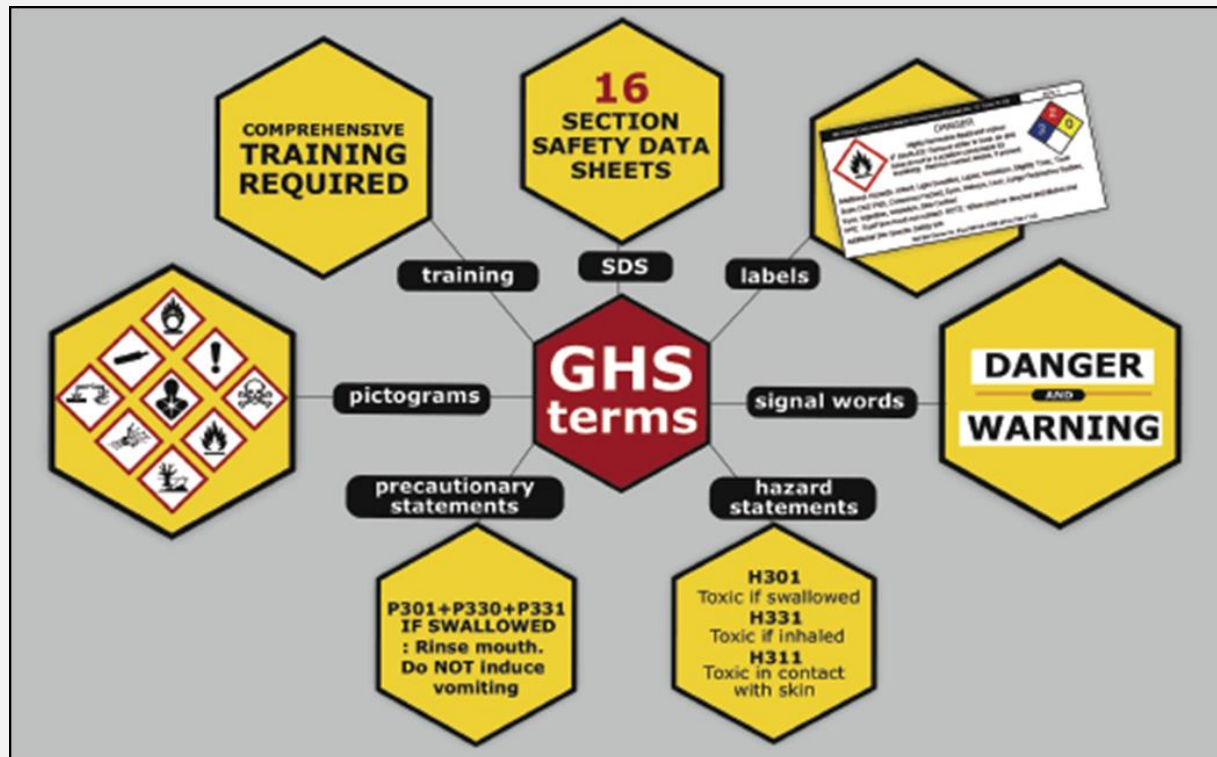 COMPREHENSIVE
TRAINING
REQUIRED
16
SECTION
SAFETY DATA
SHEETS
DANGER
training
SDS
labels
GHS
terms
pictograms
signal words
DANGER
AND
WARNING
precautionary
statements
hazard
statements
P301+P330+P331
IF SWALLOWED
: Rinse mouth.
Do NOT induce
vomiting
H301
Toxic if swallowed
H331
Toxic if inhaled
H311
Toxic in contact
with skin